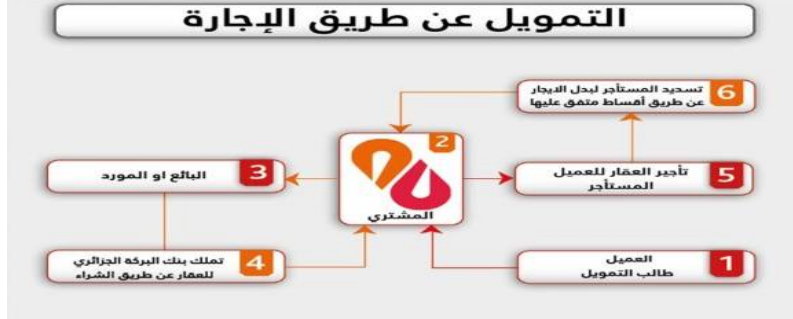 التمويل عن طريق الإجارة
6
تسديد المستأجر لبدل الايجار
عن طريق أقساط متفق عليها
2
المشتري
3
البائع او المورد
5
تأجير العقار للعميل
المستأجر
4
تملك بنك البركة الجزائري
للعقار عن طريق الشراء
1
العميل
طالب التمويل